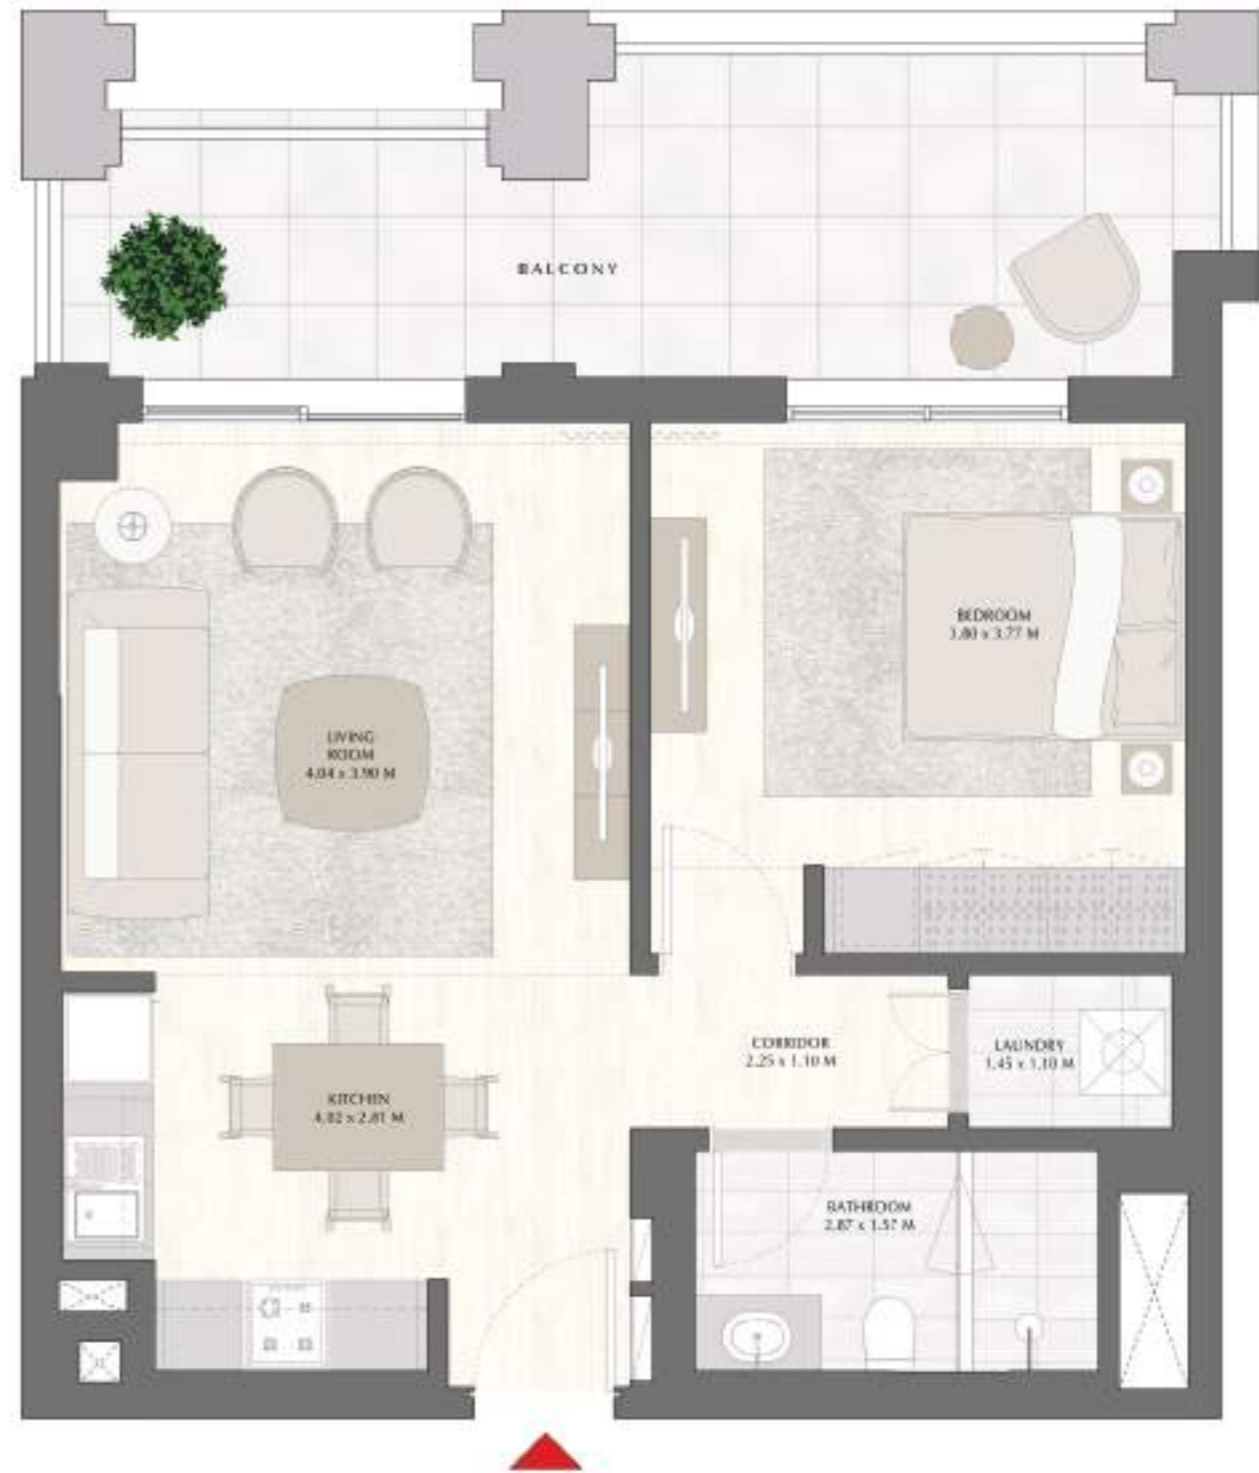 BALCONY
BEDROOM
3.80 x 3.77 M
LIVING
ROOM
4.04 x 3.90 M
CORRIDOR
2.25 x 1.10 M
LAUNDRY
1.45 x 1.10 M
KITCHEN
4.02 x 2.81 M
BATHROOM
2.87 x 1.57 M